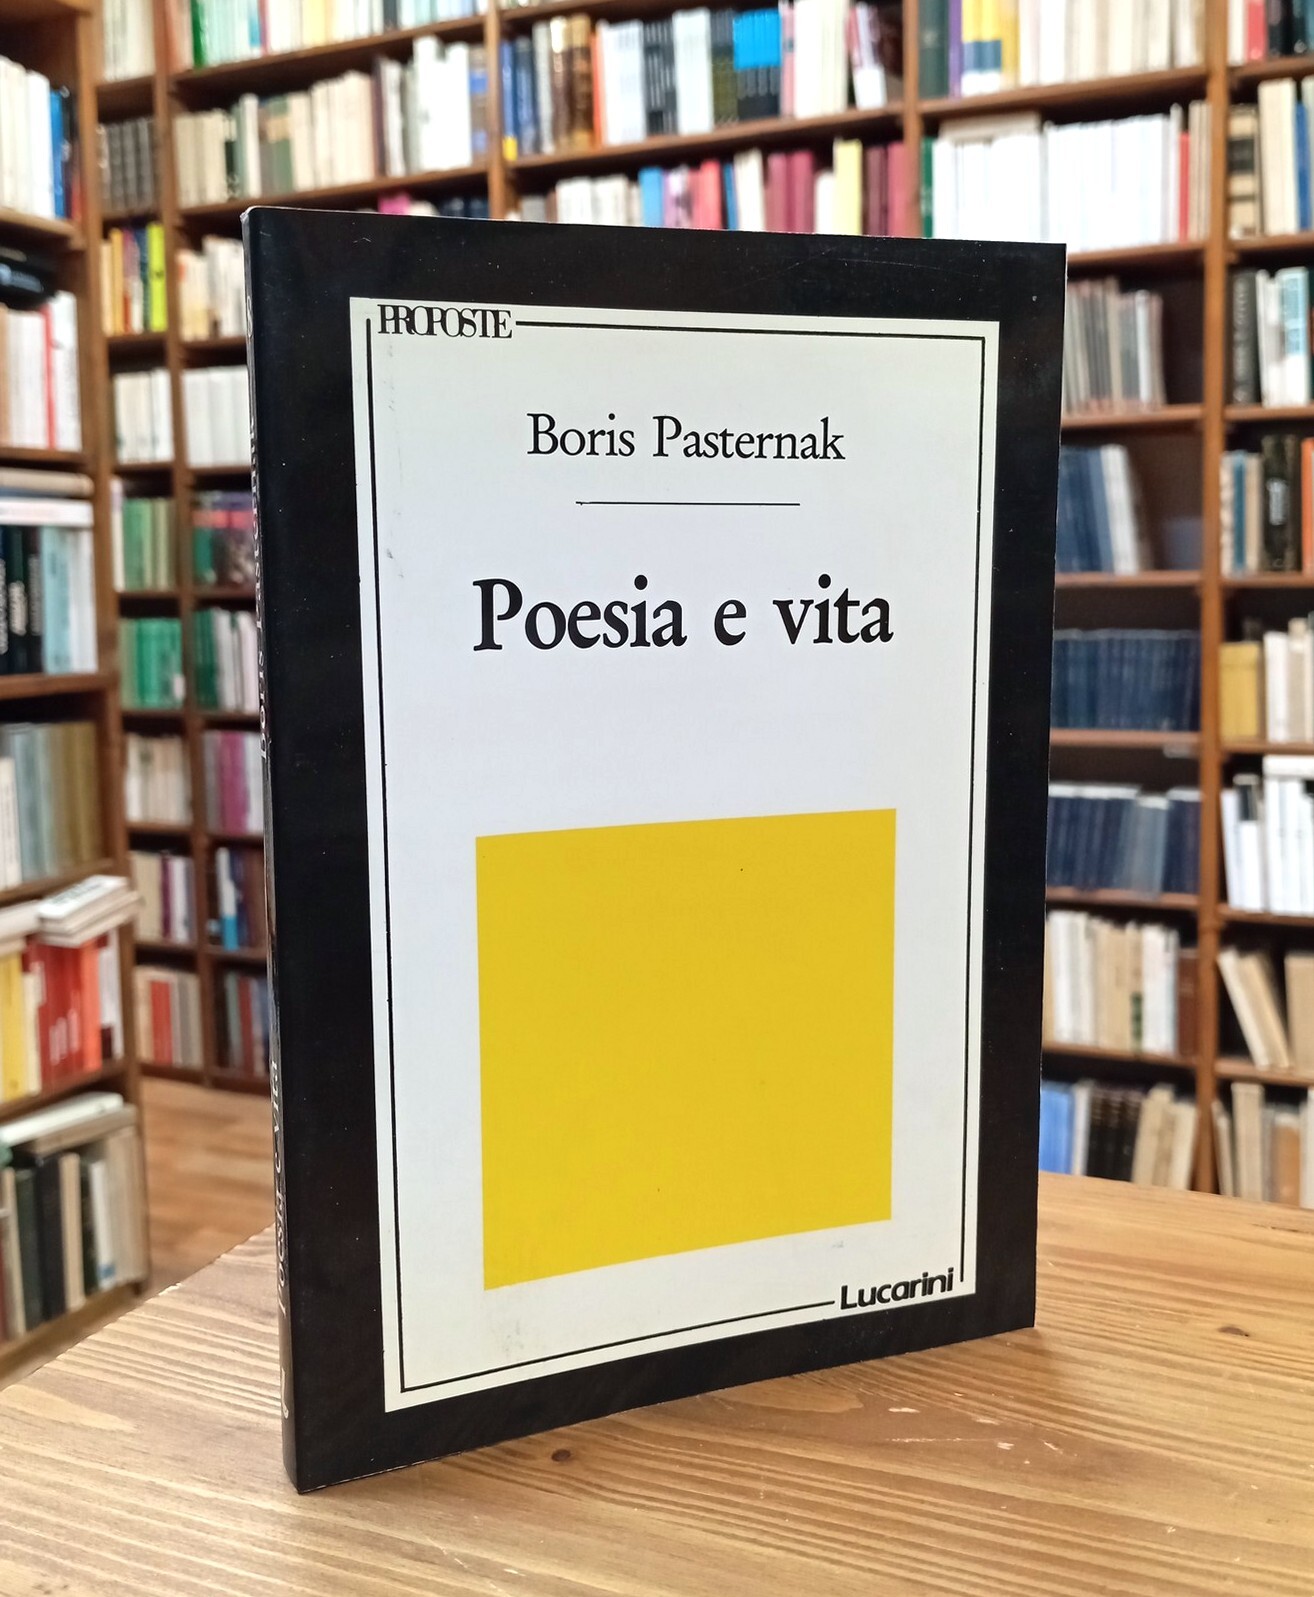 PROPOSTE
Boris Pasternak
Poesia e vita
Lucarini